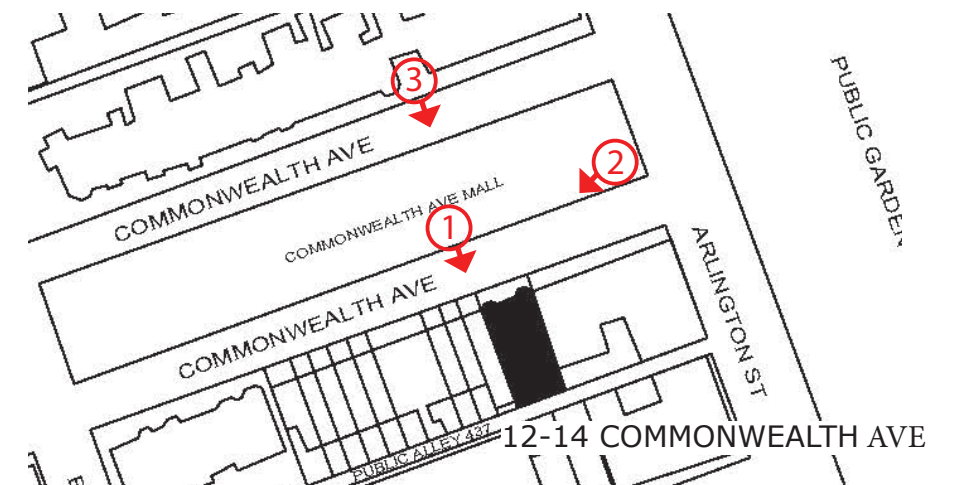 3
PUBLIC GARDEN
COMMONWEALTH AVE
2
COMMONWEALTH AVE MALL
1
ARLINGTON ST
COMMONWEALTH AVE
PUBLIC ALLEY 437
12-14 COMMONWEALTH AVE